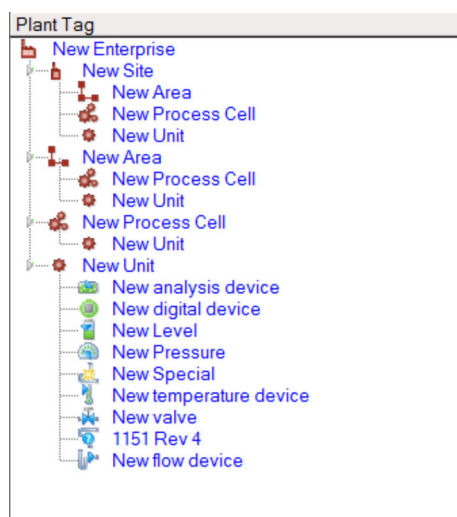 Plant Tag
New Enterprise
New Site
New Area
New Process Cell
New Unit
New Area
New Process Cell
New Unit
New Process Cell
New Unit
New Unit
New analysis device
New digital device
New Level
New Pressure
New Special
New temperature device
New valve
1151 Rev 4
New flow device